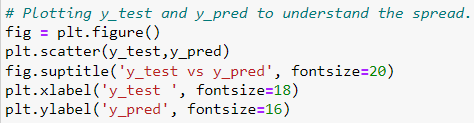 # Plotting y_test and y_pred to understand the spread.
fig = plt.figure()
plt.scatter(y_test,y_pred)
fig.suptitle('y_test vs y_pred', fontsize=20)
plt.xlabel('y_test ', fontsize=18)
plt.ylabel('y_pred', fontsize=16)